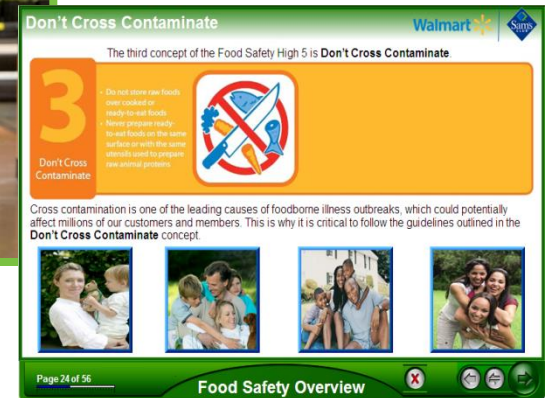 Don't Cross Contaminate
Walmart
Sam's
The third concept of the Food Safety High 5 is Don't Cross Contaminate.
3
Don't Cross
Contaminate
• Do not store raw foods
over cooked or
ready-to-eat foods
• Never prepare ready-
to-eat foods on the same
surface or with the same
utensils used to prepare
raw animal proteins
Cross contamination is one of the leading causes of foodborne illness outbreaks, which could potentially
affect millions of our customers and members. This is why it is critical to follow the guidelines outlined in the
Don't Cross Contaminate concept.
Page 24 of 56
Food Safety Overview
X